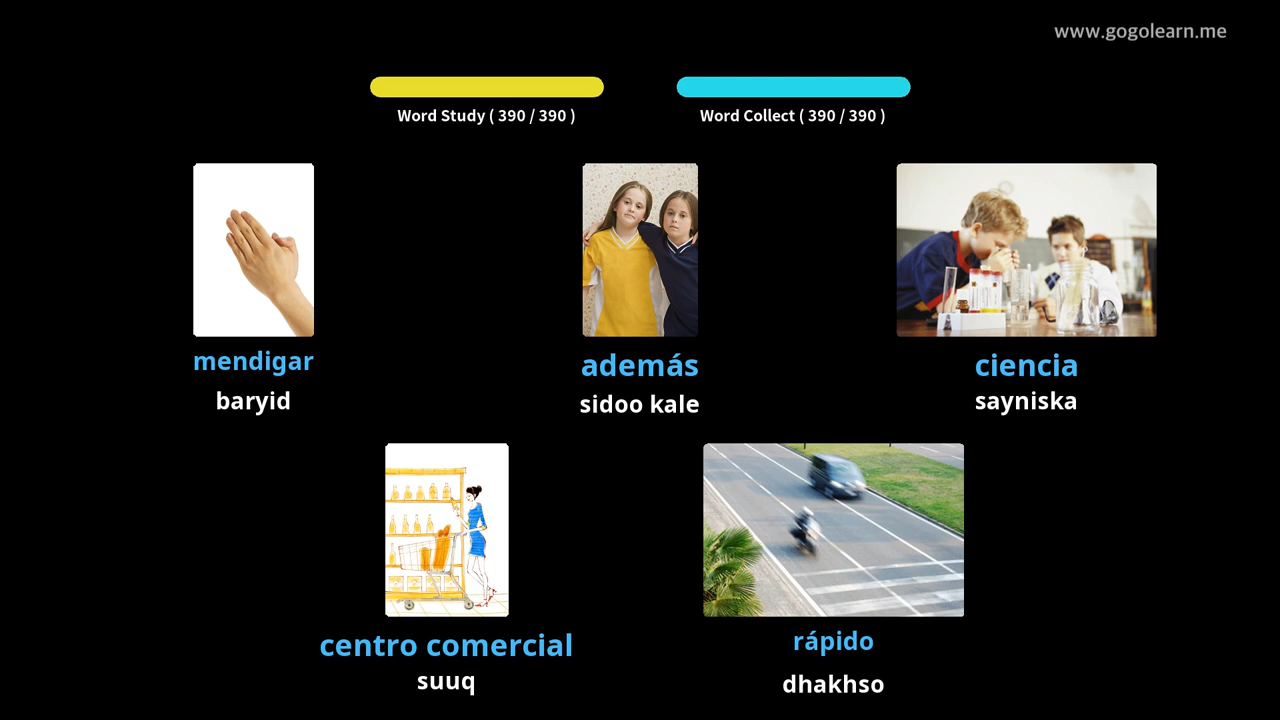 www.gogolearn.me
Word Study ( 390 / 390 )
Word Collect ( 390 / 390 )
mendigar
baryid
además
sidoo kale
ciencia
sayniska
centro comercial
suuq
rápido
dhakhso